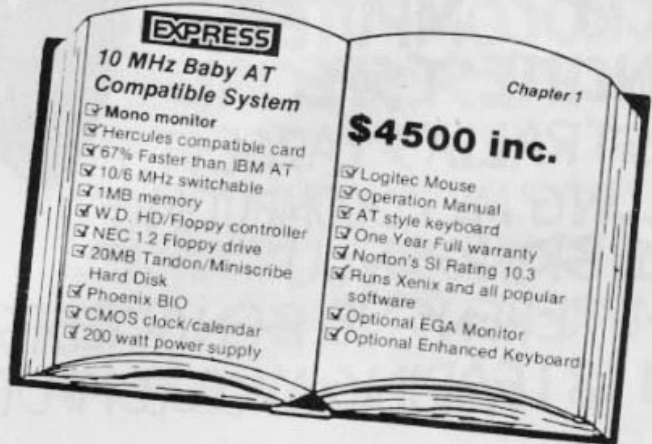 EXPRESS
10 MHz Baby AT
Compatible System
Mono monitor
Hercules compatible card
67% Faster than IBM AT
10/6 MHz switchable
1MB memory
W.D. HD/Floppy controller
NEC 1.2 Floppy drive
20MB Tandon/Miniscribe
Hard Disk
Phoenix BIO
CMOS clock/calendar
200 watt power supply
Chapter 1
$4500 inc.
Logitec Mouse
Operation Manual
AT style keyboard
One Year Full warranty
Norton's SI Rating 10.3
Runs Xenix and all popular
software
Optional EGA Monitor
Optional Enhanced Keyboard